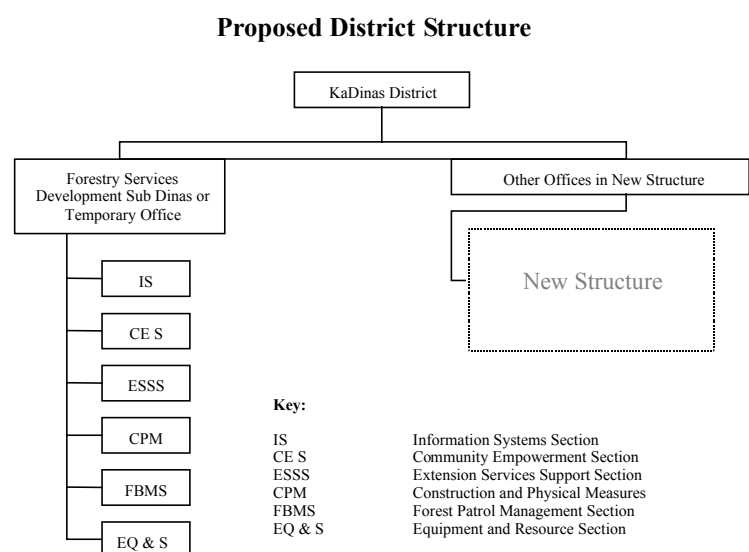 Proposed District Structure
KaDinas District
Forestry Services
Development Sub Dinas or
Temporary Office
Other Offices in New Structure
New Structure
IS
CE S
ESSS
CPM
FBMS
EQ & S
Key:
IS Information Systems Section
CE S Community Empowerment Section
ESSS Extension Services Support Section
CPM Construction and Physical Measures
FBMS Forest Patrol Management Section
EQ & S Equipment and Resource Section